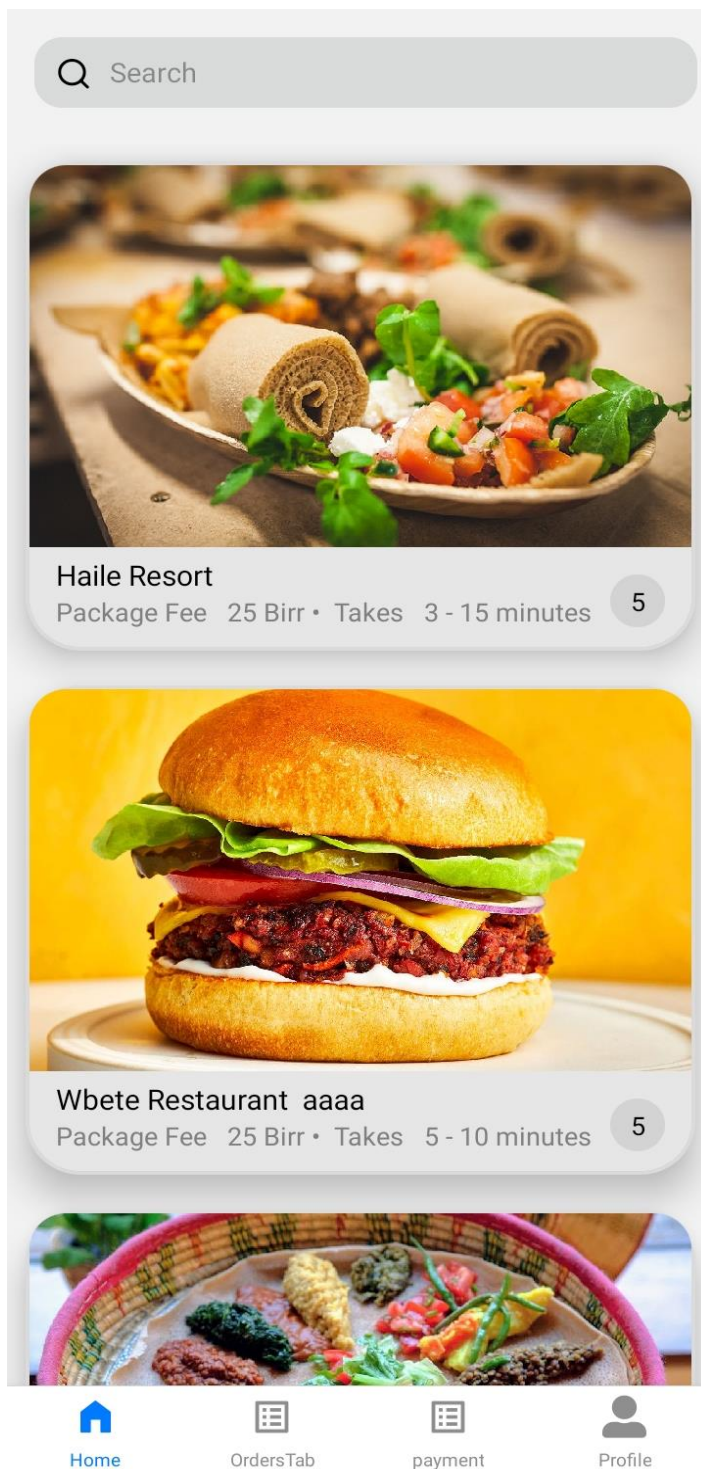 Search
Haile Resort
Package Fee 25 Birr • Takes 3 - 15 minutes
5
Wbete Restaurant aaaa
Package Fee 25 Birr • Takes 5 - 10 minutes
5
Home OrdersTab payment Profile